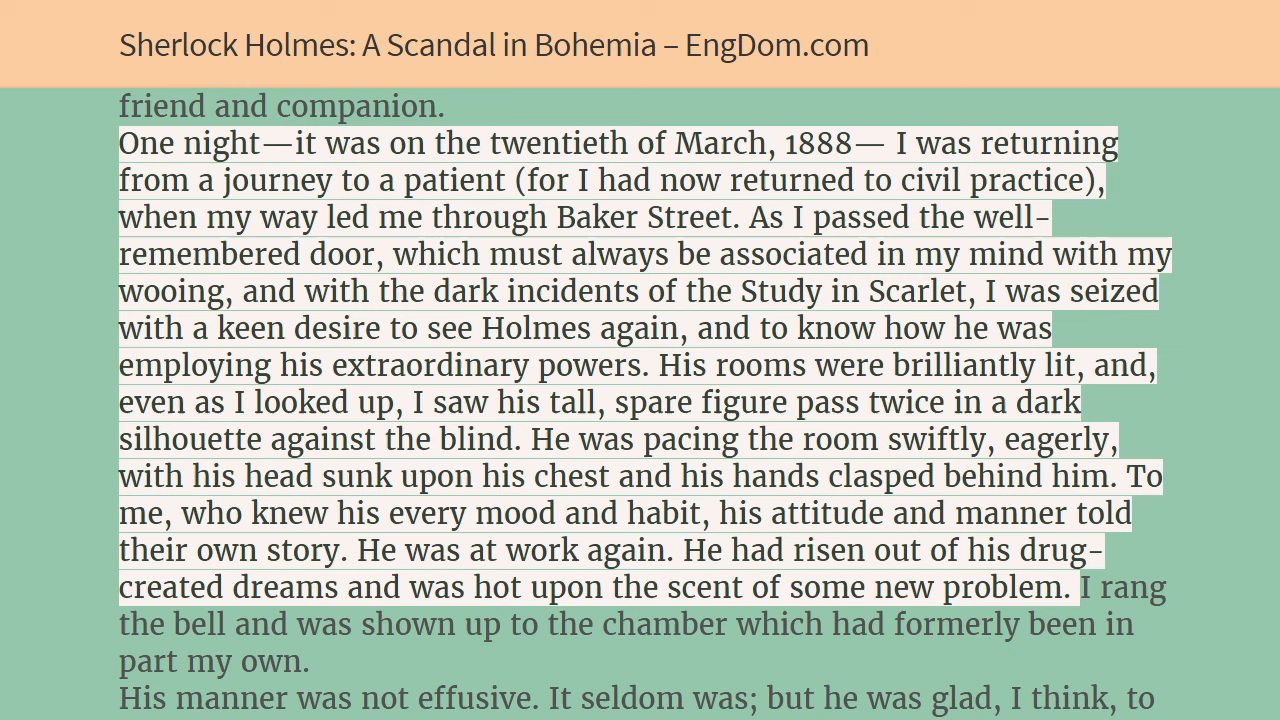 Sherlock Holmes: A Scandal in Bohemia – EngDom.com
friend and companion.
One night—it was on the twentieth of March, 1888— I was returning
from a journey to a patient (for I had now returned to civil practice),
when my way led me through Baker Street. As I passed the well-
remembered door, which must always be associated in my mind with my
wooing, and with the dark incidents of the Study in Scarlet, I was seized
with a keen desire to see Holmes again, and to know how he was
employing his extraordinary powers. His rooms were brilliantly lit, and,
even as I looked up, I saw his tall, spare figure pass twice in a dark
silhouette against the blind. He was pacing the room swiftly, eagerly,
with his head sunk upon his chest and his hands clasped behind him. To
me, who knew his every mood and habit, his attitude and manner told
their own story. He was at work again. He had risen out of his drug-
created dreams and was hot upon the scent of some new problem. I rang
the bell and was shown up to the chamber which had formerly been in
part my own.
His manner was not effusive. It seldom was; but he was glad, I think, to